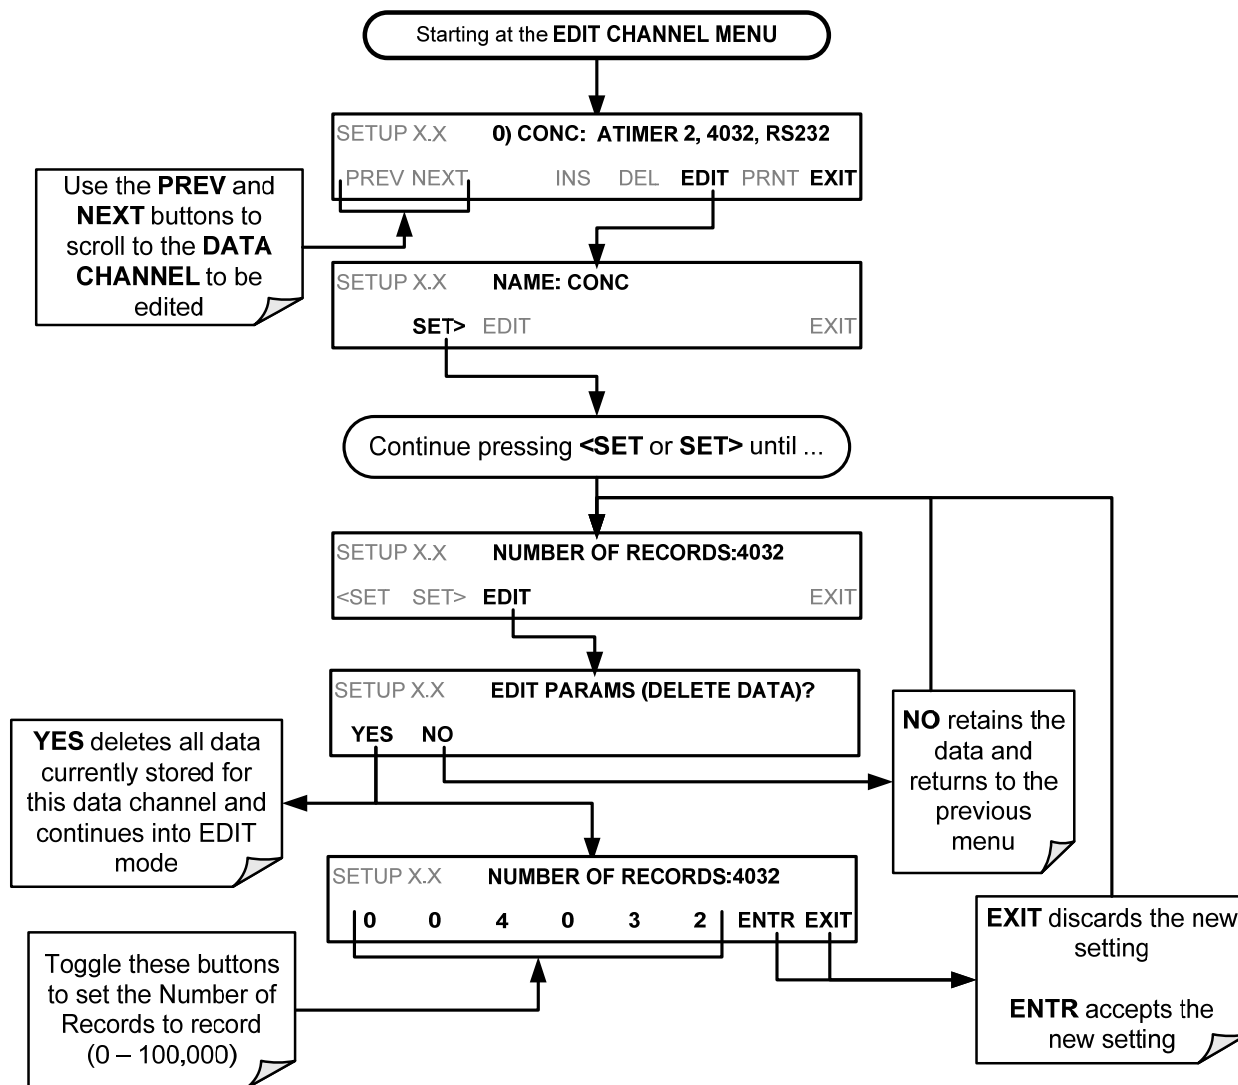 Starting at the EDIT CHANNEL MENU
SETUP X.X 0) CONC: ATIMER 2, 4032, RS232
PREV NEXT INS DEL EDIT PRNT EXIT
Use the PREV and
NEXT buttons to
scroll to the DATA
CHANNEL to be
edited
SETUP X.X NAME: CONC
SET> EDIT EXIT
Continue pressing <SET or SET> until ...
SETUP X.X NUMBER OF RECORDS:4032
<SET SET> EDIT EXIT
SETUP X.X EDIT PARAMS (DELETE DATA)?
YES NO
YES deletes all data
currently stored for
this data channel and
continues into EDIT
mode
NO retains the
data and
returns to the
previous
menu
SETUP X.X NUMBER OF RECORDS:4032
0 0 4 0 3 2 ENTR EXIT
Toggle these buttons
to set the Number of
Records to record
(0 – 100,000)
EXIT discards the new
setting
ENTR accepts the
new setting